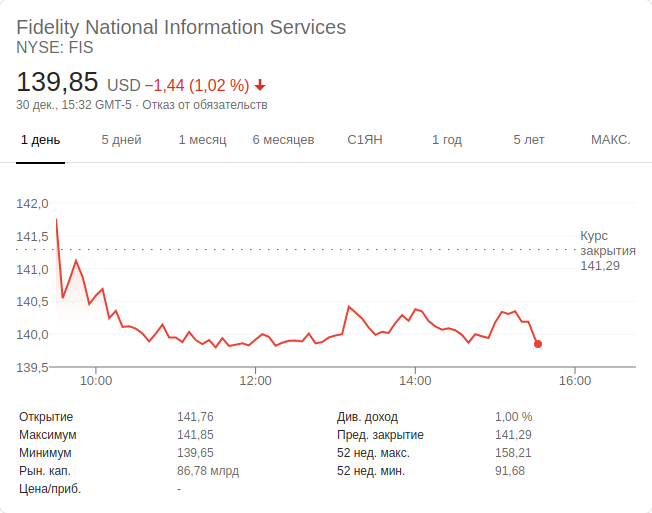 Fidelity National Information Services
NYSE: FIS
139,85 USD −1,44 (1,02 %)
30 дек., 15:32 GMT-5 · Отказ от обязательств
1 день 5 дней 1 месяц 6 месяцев С1ЯН 1 год 5 лет МАКС.
142,0
141,5
141,0
140,5
140,0
139,5
Курс
закрытия
141,29
10:00 12:00 14:00 16:00
Открытие 141,76 Див. доход 1,00 %
Максимум 141,85 Пред. закрытие 141,29
Минимум 139,65 52 нед. макс. 158,21
Рын. кап. 86,78 млрд 52 нед. мин. 91,68
Цена/приб. -